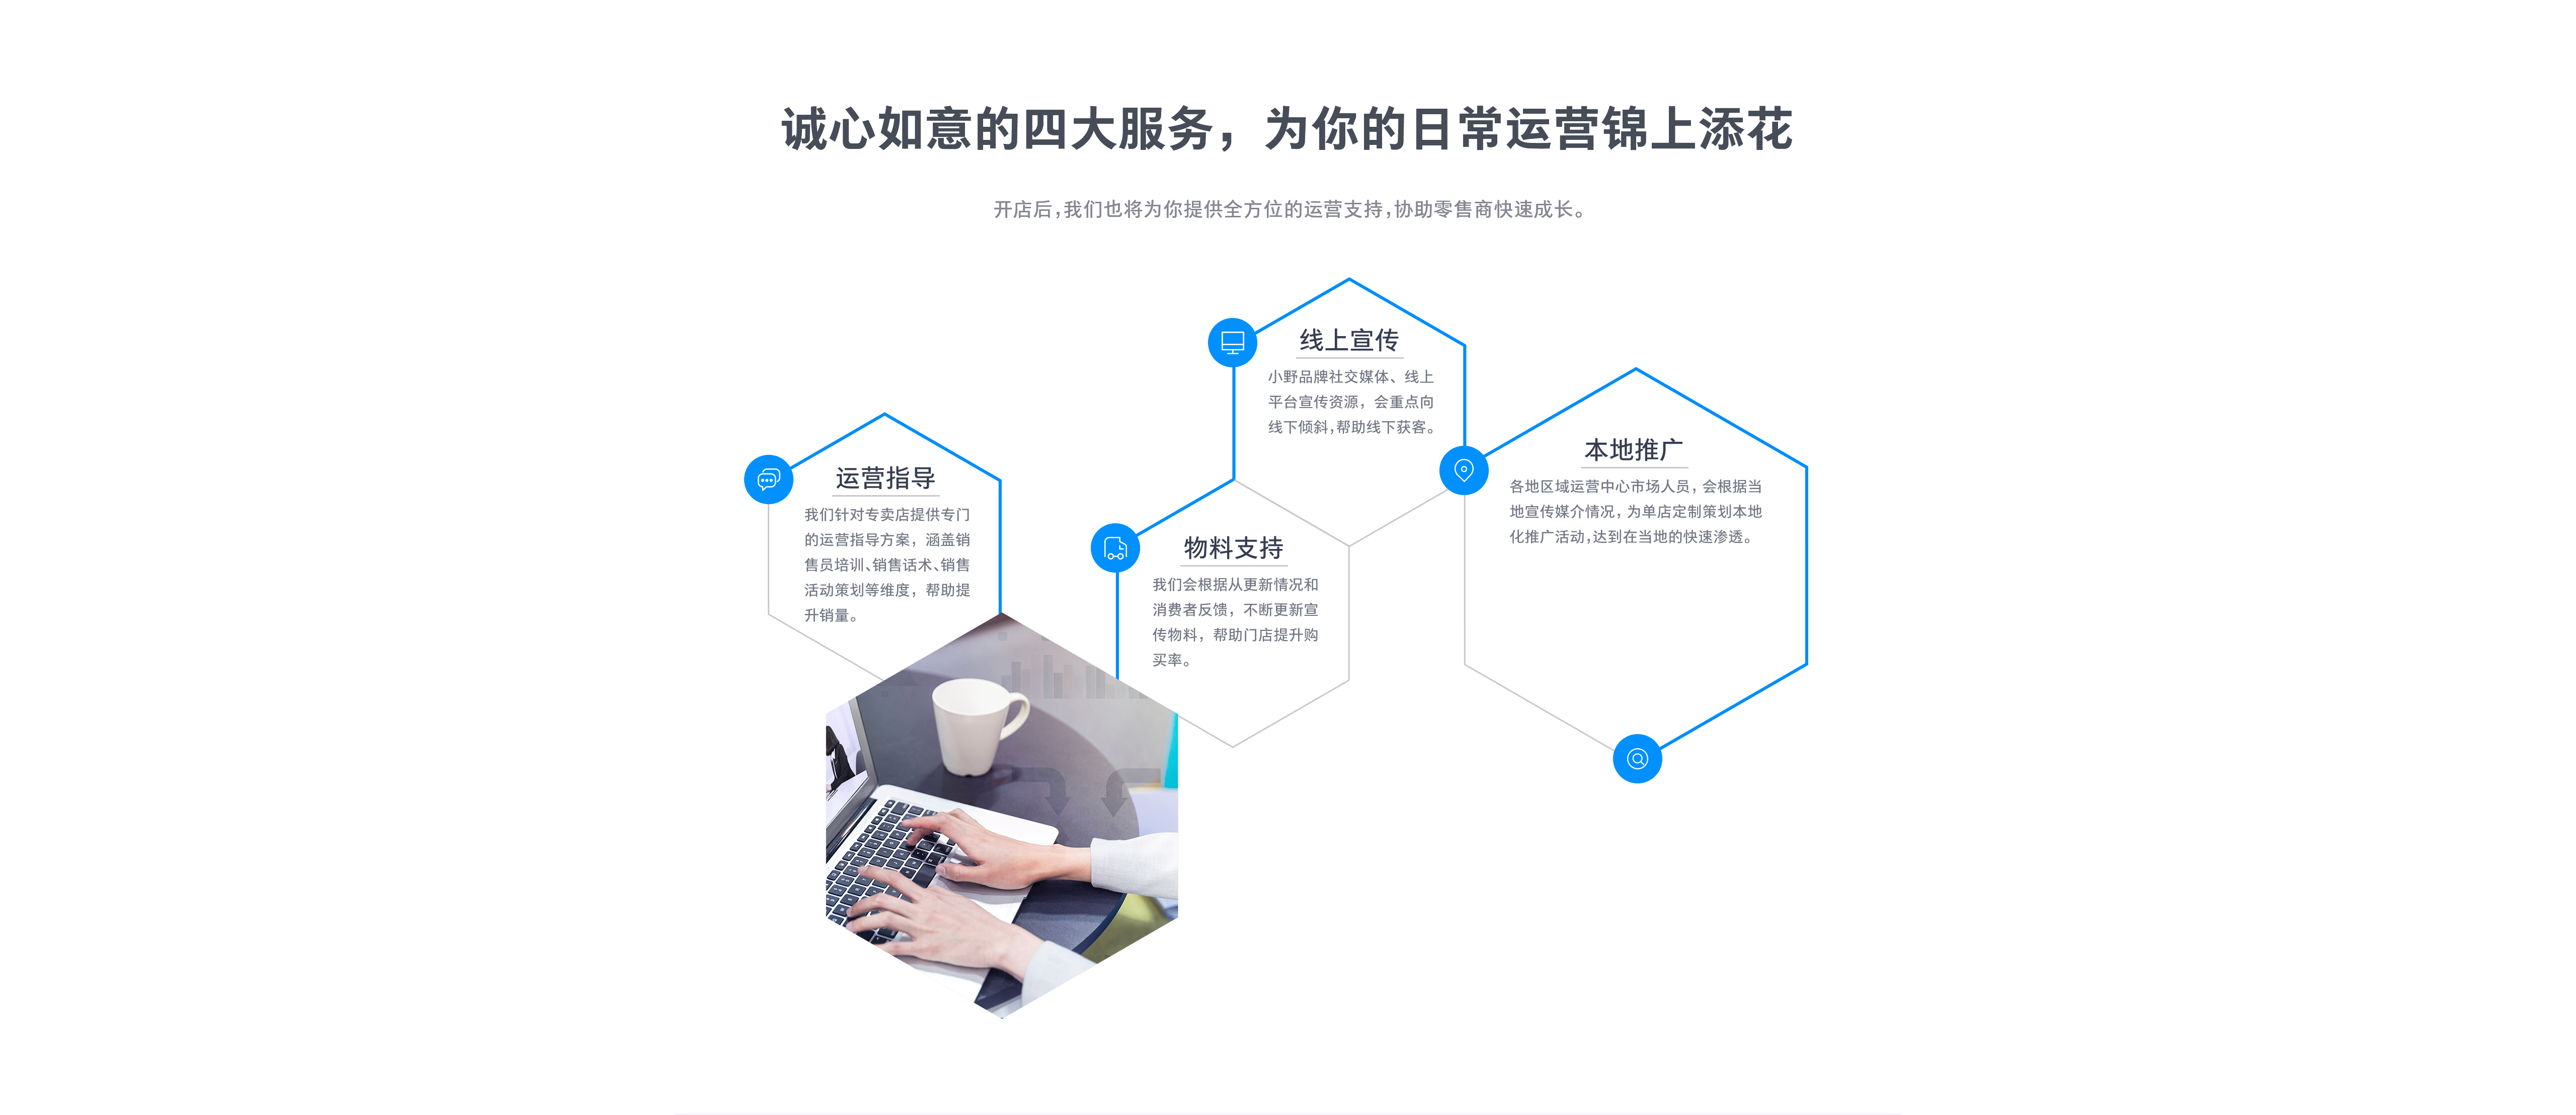 诚心如意的四大服务，为你的日常运营锦上添花
开店后,我们也将为你提供全方位的运营支持,协助零售商快速成长。
运营指导
我们针对专卖店提供专门
的运营指导方案，涵盖销
售员培训、销售话术、销售
活动策划等维度，帮助提
升销量。
物料支持
我们会根据从更新情况和
消费者反馈，不断更新宣
传物料，帮助门店提升购
买率。
线上宣传
小野品牌社交媒体、线上
平台宣传资源，会重点向
线下倾斜,帮助线下获客。
本地推广
各地区域运营中心市场人员，会根据当
地宣传媒介情况，为单店定制策划本地
化推广活动,达到在当地的快速渗透。